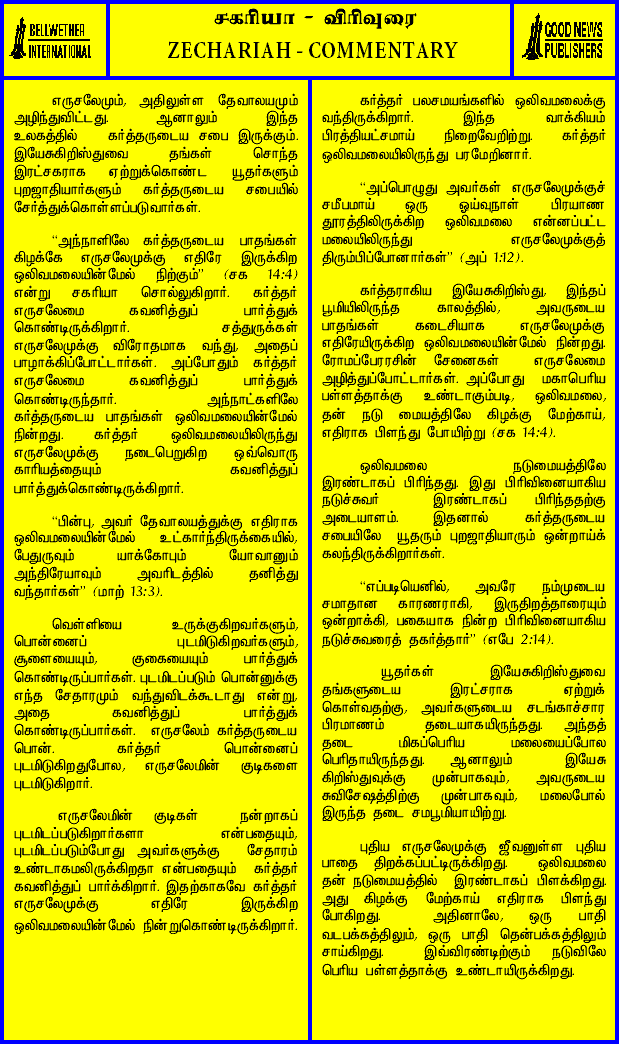 BELLWETHER
INTERNATIONAL
சகரியா - விரிவுரை
ZECHARIAH - COMMENTARY
GOOD NEWS
PUBLISHERS
எருசலேமும், அதிலுள்ள தேவாலயமும்
அழிந்துவிட்டது. ஆனாலும் இந்த
உலகத்தில் கர்த்தருடைய சபை இருக்கும்.
இயேசுகிறிஸ்துவை தங்கள் சொந்த
இரட்சகராக ஏற்றுக்கொண்ட யூதர்களும்
புறஜாதியார்களும் கர்த்தருடைய சபையில்
சேர்த்துக்கொள்ளப்படுவார்கள்.
“அந்நாளிலே கர்த்தருடைய பாதங்கள்
கிழக்கே எருசலேமுக்கு எதிரே இருக்கிற
ஒலிவமலையின்மேல் நிற்கும்” (சக 14:4)
என்று சகரியா சொல்லுகிறார். கர்த்தர்
எருசலேமை கவனித்துப் பார்த்துக்
கொண்டிருக்கிறார். சத்துருக்கள்
எருசலேமுக்கு விரோதமாக வந்து, அதைப்
பாழாக்கிப்போட்டார்கள். அப்போதும் கர்த்தர்
எருசலேமை கவனித்துப் பார்த்துக்
கொண்டிருந்தார். அந்நாட்களிலே
கர்த்தருடைய பாதங்கள் ஒலிவமலையின்மேல்
நின்றது. கர்த்தர் ஒலிவமலையிலிருந்து
எருசலேமுக்கு நடைபெறுகிற ஒவ்வொரு
காரியத்தையும் கவனித்துப்
பார்த்துக்கொண்டிருக்கிறார்.
“பின்பு, அவர் தேவாலயத்துக்கு எதிராக
ஒலிவமலையின்மேல் உட்கார்ந்திருக்கையில்,
பேதுருவும் யாக்கோபும் யோவானும்
அந்திரேயாவும் அவரிடத்தில் தனித்து
வந்தார்கள்” (மாற் 13:3).
வெள்ளியை உருக்குகிறவர்களும்,
பொன்னைப் புடமிடுகிறவர்களும்,
சூளையையும், குகையையும் பார்த்துக்
கொண்டிருப்பார்கள். புடமிடப்படும் பொன்னுக்கு
எந்த சேதாரமும் வந்துவிடக்கூடாது என்று,
அதை கவனித்துப் பார்த்துக்
கொண்டிருப்பார்கள். எருசலேம் கர்த்தருடைய
பொன். கர்த்தர் பொன்னைப்
புடமிடுகிறதுபோல, எருசலேமின் குடிகளை
புடமிடுகிறார்.
எருசலேமின் குடிகள் நன்றாகப்
புடமிடப்படுகிறார்களா என்பதையும்,
புடமிடப்படும்போது அவர்களுக்கு சேதாரம்
உண்டாகமலிருக்கிறதா என்பதையும் கர்த்தர்
கவனித்துப் பார்க்கிறார். இதற்காகவே கர்த்தர்
எருசலேமுக்கு எதிரே இருக்கிற
ஒலிவமலையின்மேல் நின்றுகொண்டிருக்கிறார்.
கர்த்தர் பலசமயங்களில் ஒலிவமலைக்கு
வந்திருக்கிறார். இந்த வாக்கியம்
பிரத்தியட்சமாய் நிறைவேறிற்று. கர்த்தர்
ஒலிவமலையிலிருந்து பரமேறினார்.
“அப்பொழுது அவர்கள் எருசலேமுக்குச்
சமீபமாய் ஒரு ஓய்வுநாள் பிரயாண
தூரத்திலிருக்கிற ஒலிவமலை என்னப்பட்ட
மலையிலிருந்து எருசலேமுக்குத்
திரும்பிப்போனார்கள்” (அப் 1:12).
கர்த்தராகிய இயேசுகிறிஸ்து, இந்தப்
பூமியிலிருந்த காலத்தில், அவருடைய
பாதங்கள் கடைசியாக எருசலேமுக்கு
எதிரேயிருக்கிற ஒலிவமலையின்மேல் நின்றது.
ரோமப்பேரரசின் சேனைகள் எருசலேமை
அழித்துப்போட்டார்கள். அப்போது மகாபெரிய
பள்ளத்தாக்கு உண்டாகும்படி, ஒலிவமலை,
தன் நடு மையத்திலே கிழக்கு மேற்காய்,
எதிராக பிளந்து போயிற்று (சக 14:4).
ஒலிவமலை நடுமையத்திலே
இரண்டாகப் பிரிந்தது. இது பிரிவினையாகிய
நடுச்சுவர் இரண்டாகப் பிரிந்ததற்கு
அடையாளம். இதனால் கர்த்தருடைய
சபையிலே யூதரும் புறஜாதியாரும் ஒன்றாய்க்
கலந்திருக்கிறார்கள்.
“எப்படியெனில், அவரே நம்முடைய
சமாதான காரணராகி, இருதிறத்தாரையும்
ஒன்றாக்கி, பகையாக நின்ற பிரிவினையாகிய
நடுச்சுவரைத் தகர்த்தார்” (எபே 2:14).
யூதர்கள் இயேசுகிறிஸ்துவை
தங்களுடைய இரட்சராக ஏற்றுக்
கொள்வதற்கு, அவர்களுடைய சடங்காச்சார
பிரமாணம் தடையாகயிருந்தது. அந்தத்
தடை மிகப்பெரிய மலையைப்போல
பெரிதாயிருந்தது. ஆனாலும் இயேசு
கிறிஸ்துவுக்கு முன்பாகவும், அவருடைய
சுவிசேஷத்திற்கு முன்பாகவும், மலைபோல்
இருந்த தடை சமபூமியாயிற்று.
புதிய எருசலேமுக்கு ஜீவனுள்ள புதிய
பாதை திறக்கப்பட்டிருக்கிறது. ஒலிவமலை
தன் நடுமையத்தில் இரண்டாகப் பிளக்கிறது.
அது கிழக்கு மேற்காய் எதிராக பிளந்து
போகிறது. அதினாலே, ஒரு பாதி
வடபக்கத்திலும், ஒரு பாதி தென்பக்கத்திலும்
சாய்கிறது. இவ்விரண்டிற்கும் நடுவிலே
பெரிய பள்ளத்தாக்கு உண்டாயிருக்கிறது.